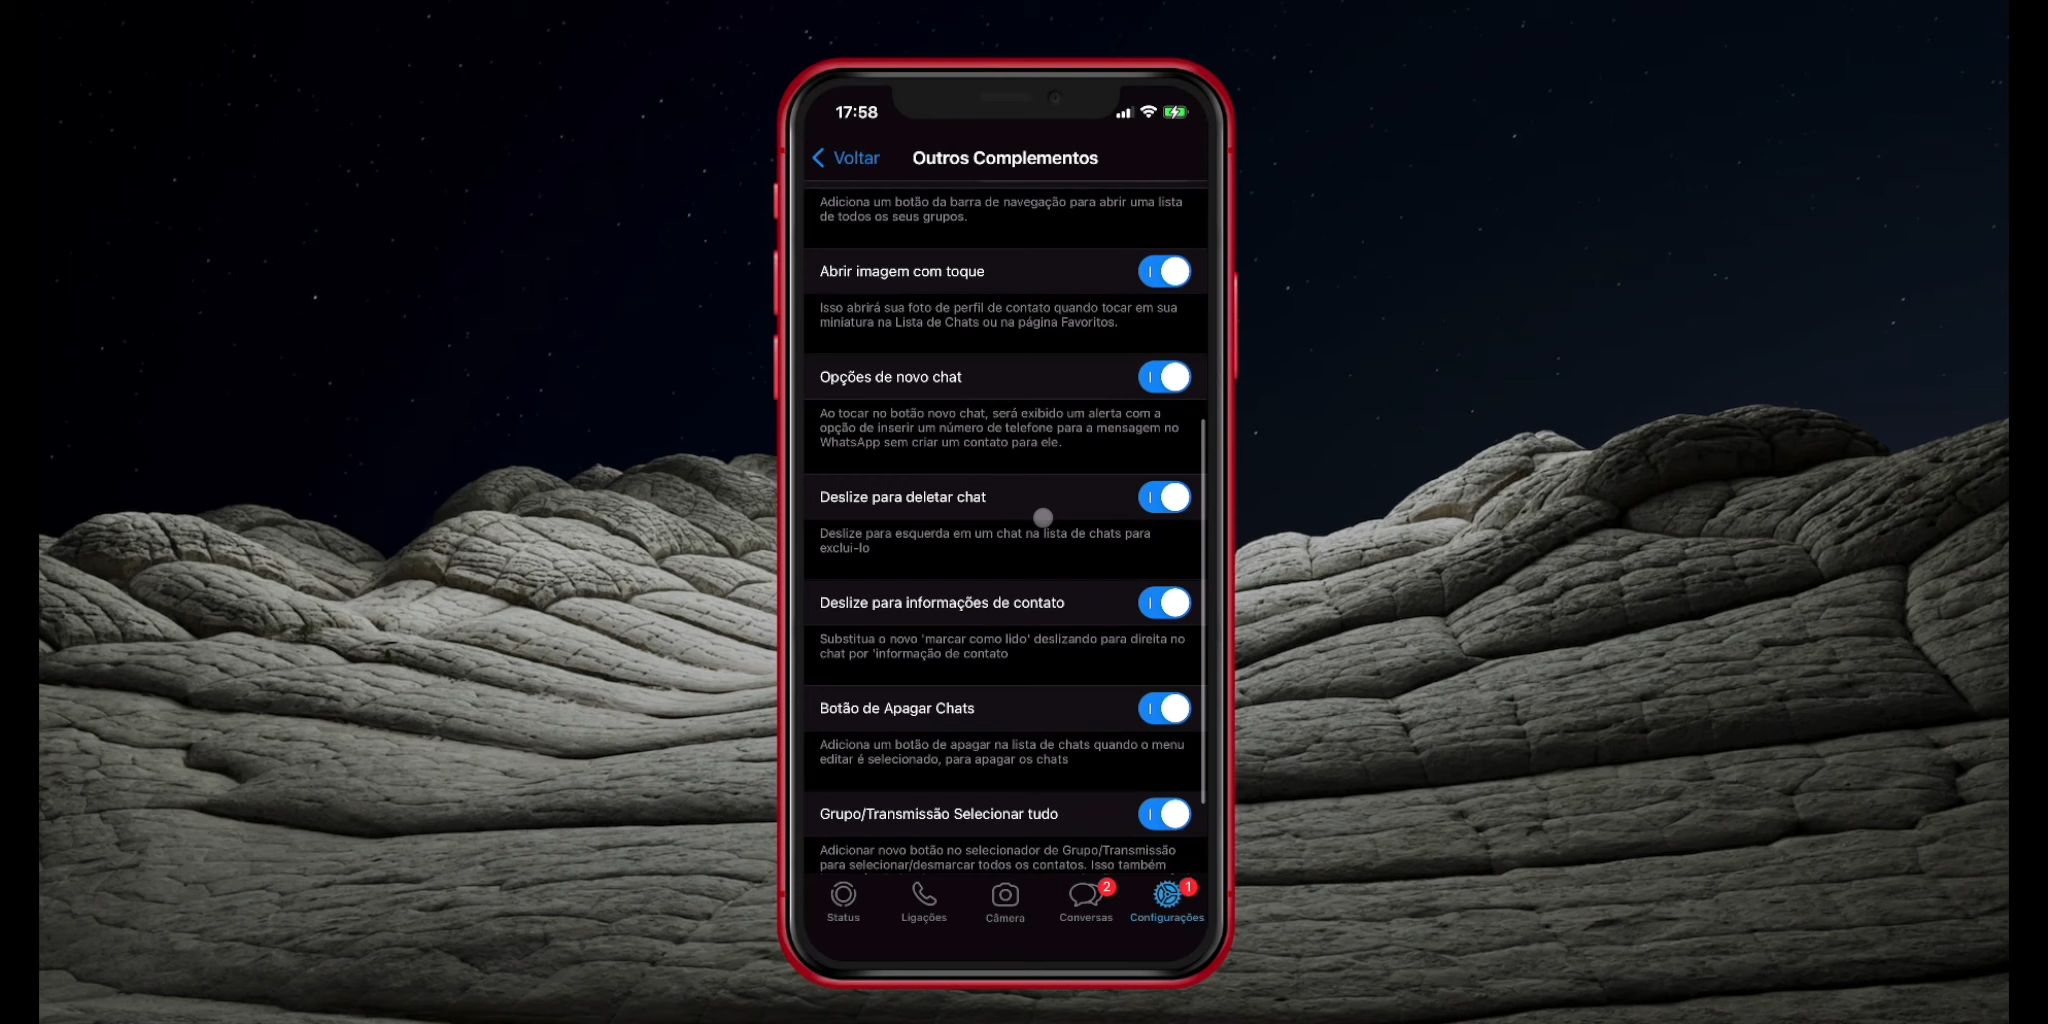 17:58
Voltar
Outros Complementos
Adiciona um botão da barra de navegação para abrir uma lista
de todos os seus grupos.
Abrir imagem com toque
Isso abrirá sua foto de perfil de contato quando tocar em sua
miniatura na Lista de Chats ou na página Favoritos.
Opções de novo chat
Ao tocar no botão novo chat, será exibido um alerta com a
opção de inserir um número de telefone para a mensagem no
WhatsApp sem criar um contato para ele.
Deslize para deletar chat
Deslize para esquerda em um chat na lista de chats para
exclui-lo
Deslize para informações de contato
Substitua o novo 'marcar como lido' deslizando para direita no
chat por 'informação de contato
Botão de Apagar Chats
Adiciona um botão de apagar na lista de chats quando o menu
editar é selecionado, para apagar os chats
Grupo/Transmissão Selecionar tudo
Adicionar novo botão no selecionador de Grupo/Transmissão
para selecionar/desmarcar todos os contatos. Isso também
2
1
Status
Ligações
Câmera
Conversas
Configurações